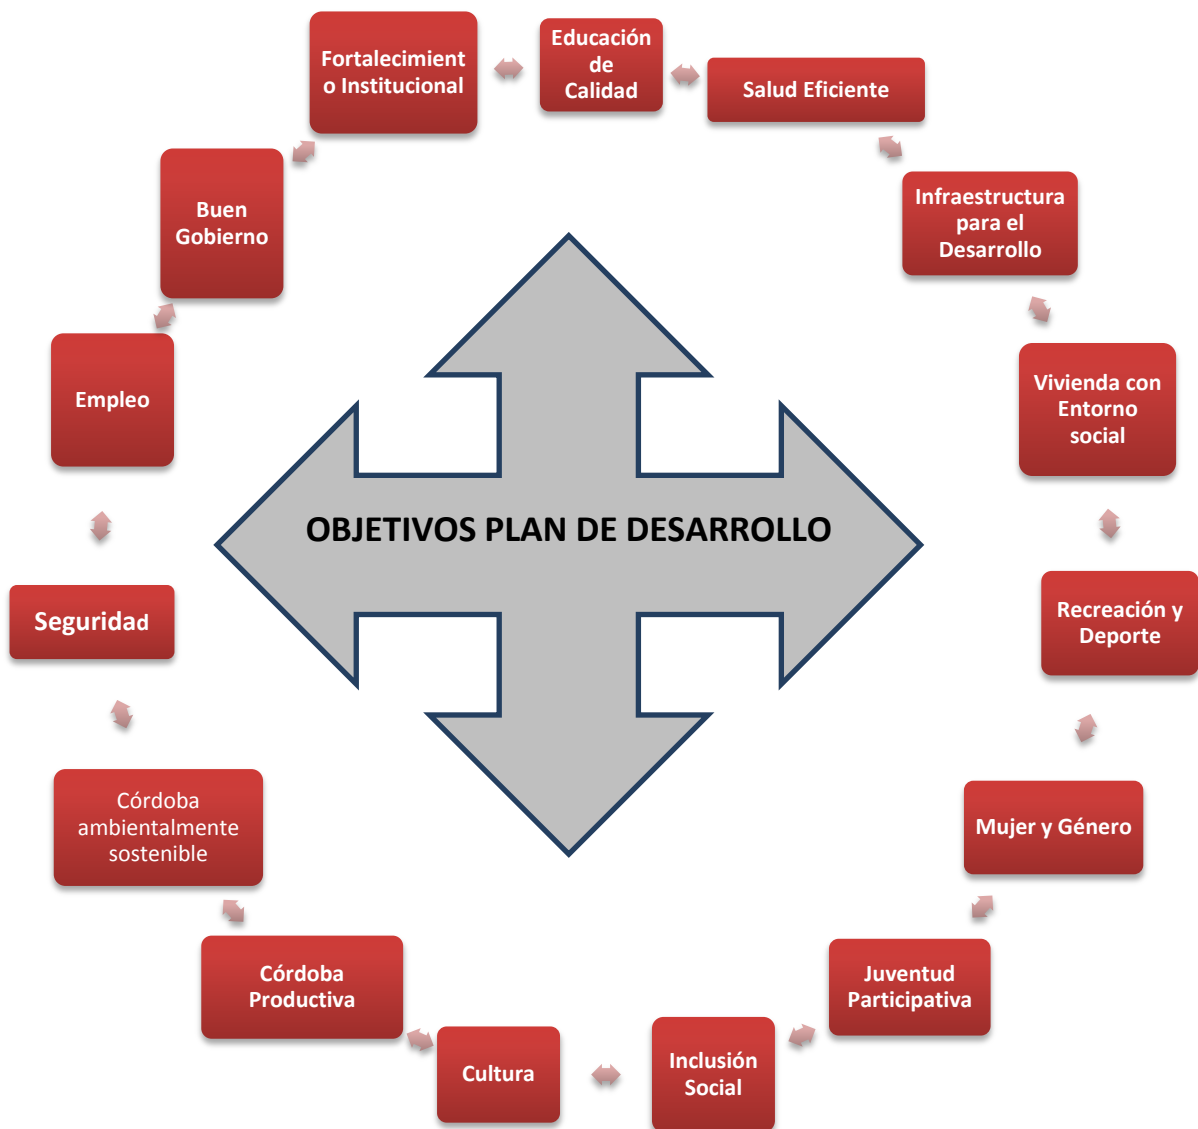 Educación
de
Calidad
Salud Eficiente
Infraestructura
para el
Desarrollo
Vivienda con
Entorno
social
Recreación y
Deporte
Mujer y Género
Juventud
Participativa
Inclusión
Social
Cultura
Córdoba
Productiva
Córdoba
ambientalmente
sostenible
Seguridad
Empleo
Buen
Gobierno
Fortalecimient
o Institucional
OBJETIVOS PLAN DE DESARROLLO